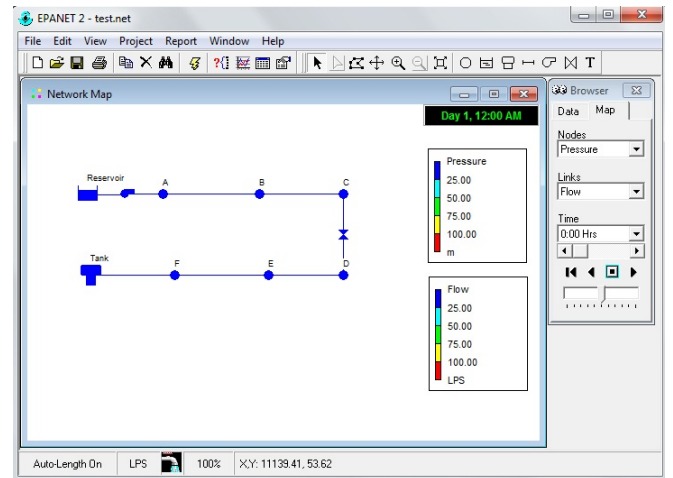 EPANET 2 - test.net
File Edit View Project Report Window Help
T
Network Map
Day 1, 12:00 AM
Browser
Data Map
Nodes
Pressure
Links
Flow
Time
0:00 Hrs
Pressure
25.00
50.00
75.00
100.00
m
Flow
25.00
50.00
75.00
100.00
LPS
Reservoir
A
B
C
Tank
F
E
D
Auto-Length On LPS 100% X,Y: 11139.41, 53.62